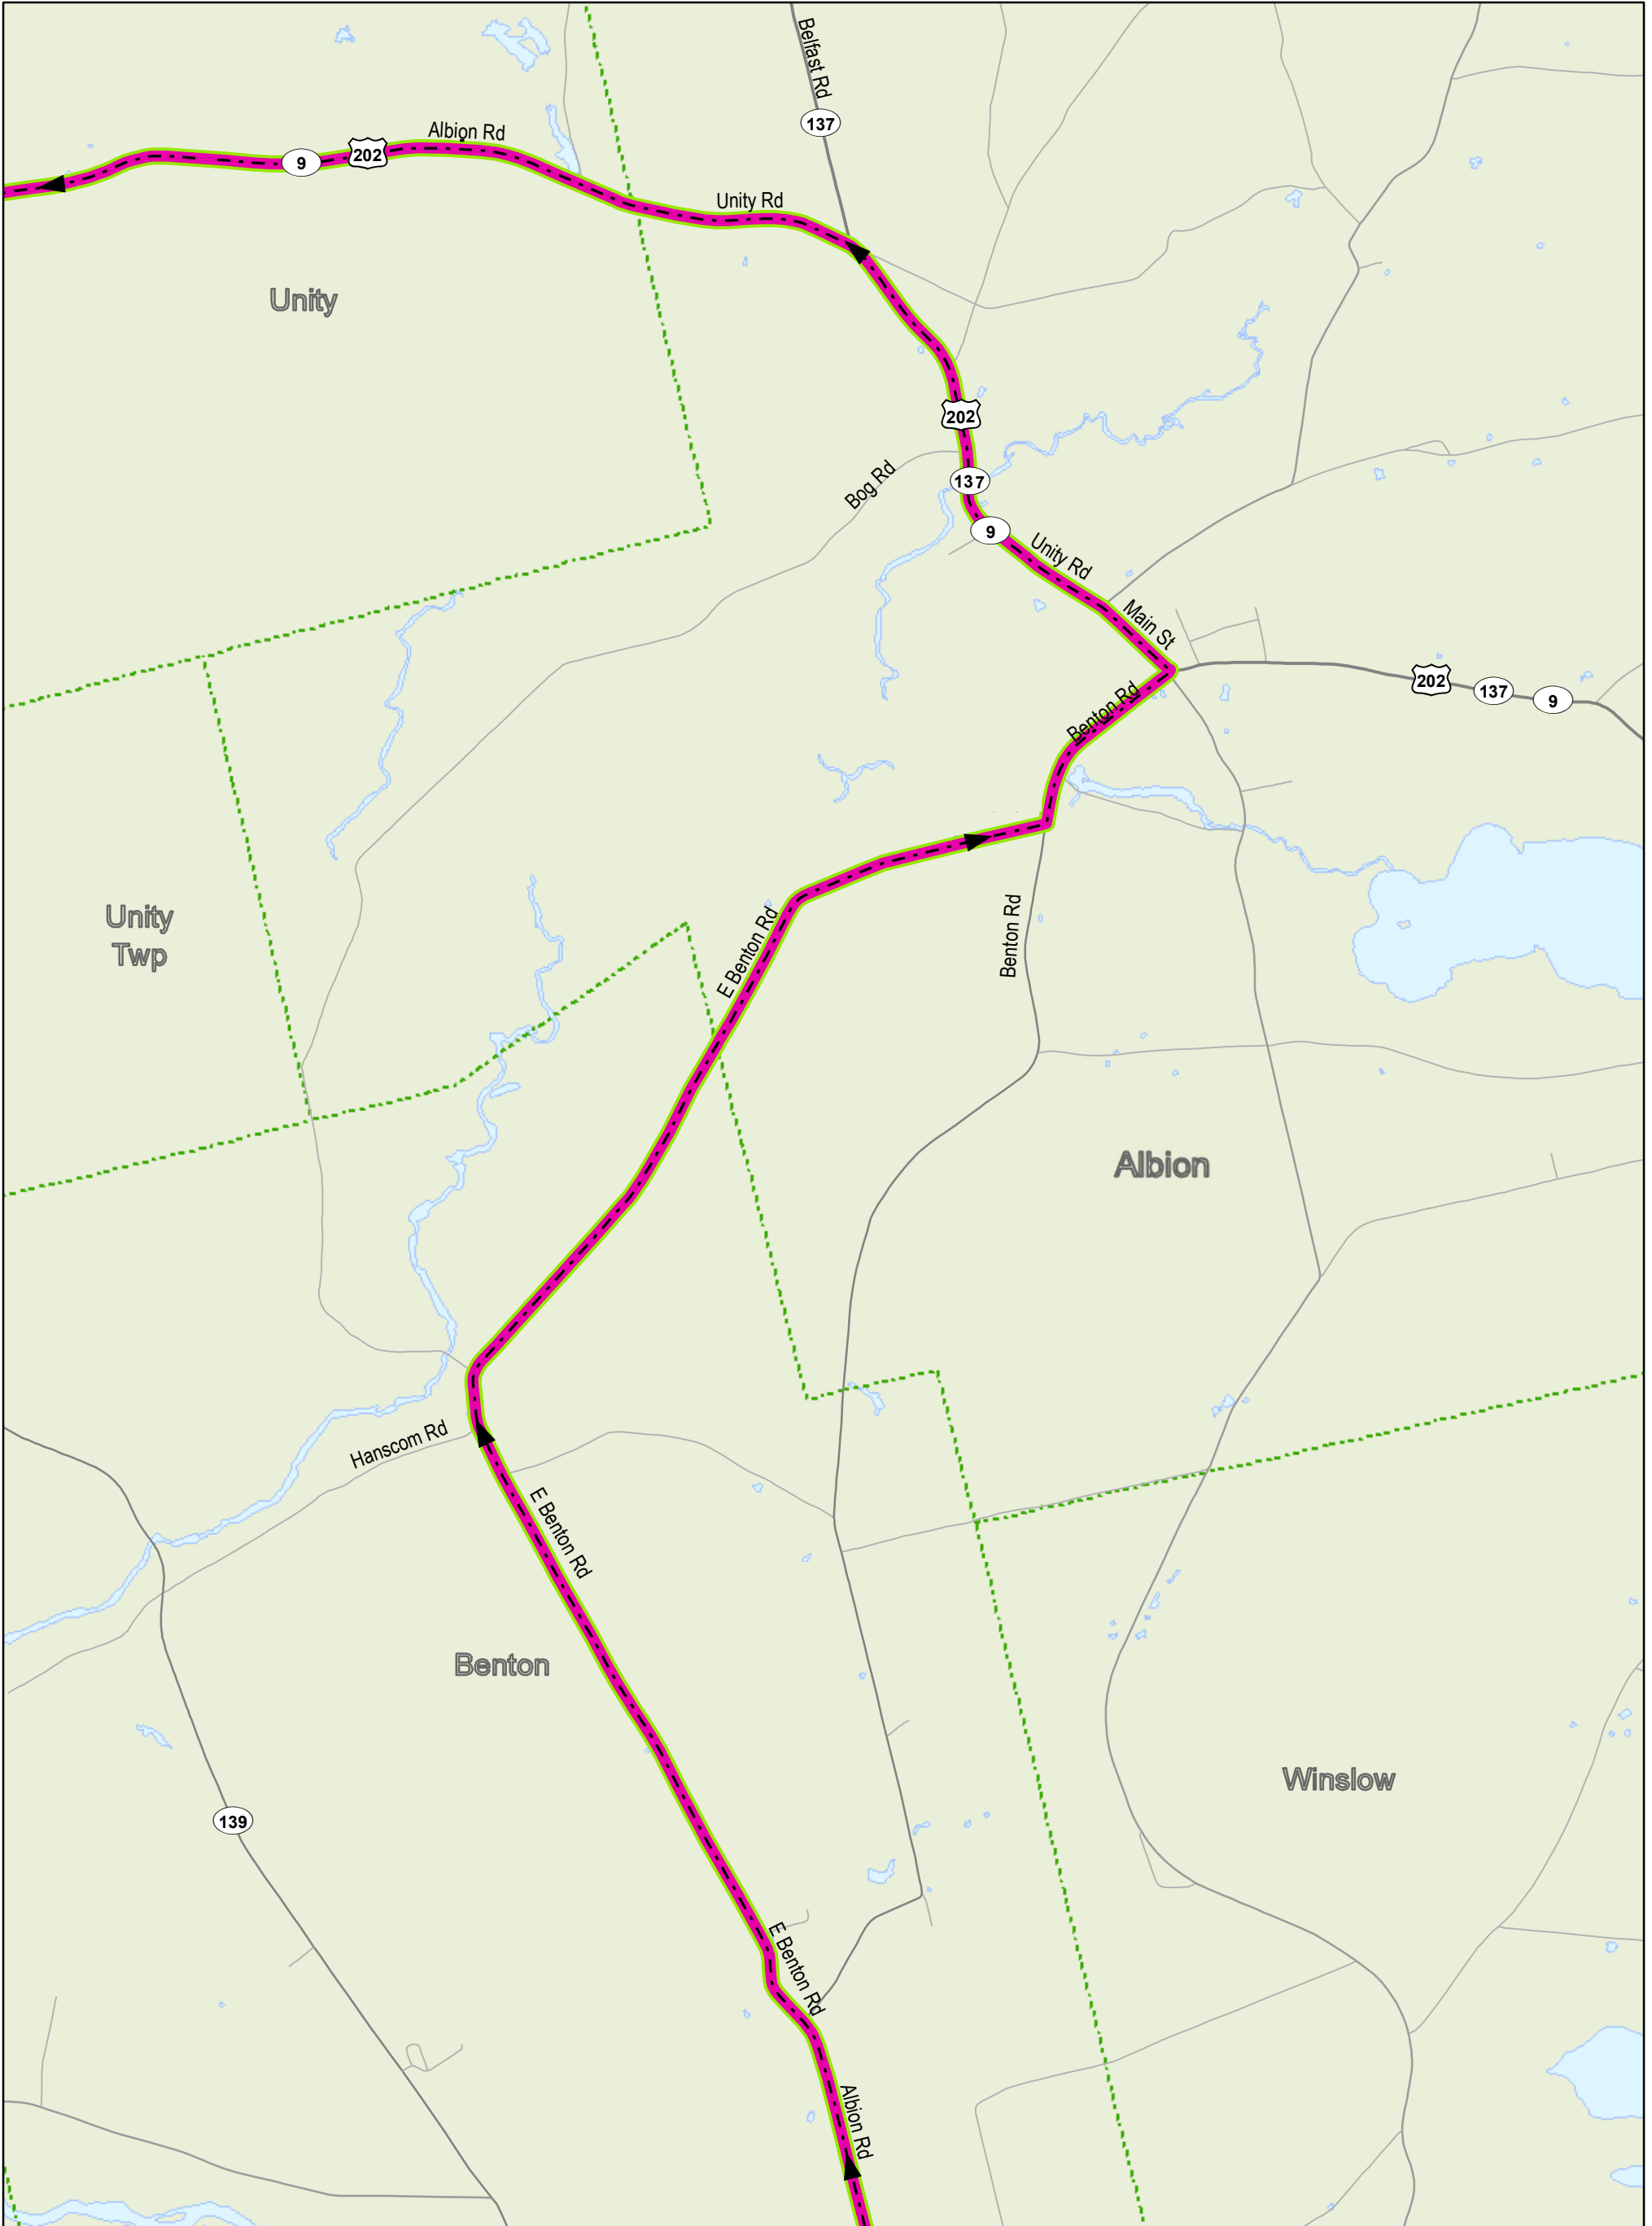 Belfast Rd
137
Albion Rd
9
202
Unity Rd
Unity
202
Bog Rd
137
9
Unity Rd
Main St
202
137
9
Benton Rd
Unity
Twp
E Benton Rd
Benton Rd
Albion
Hanscom Rd
E Benton Rd
Benton
Winslow
139
E Benton Rd
Albion Rd